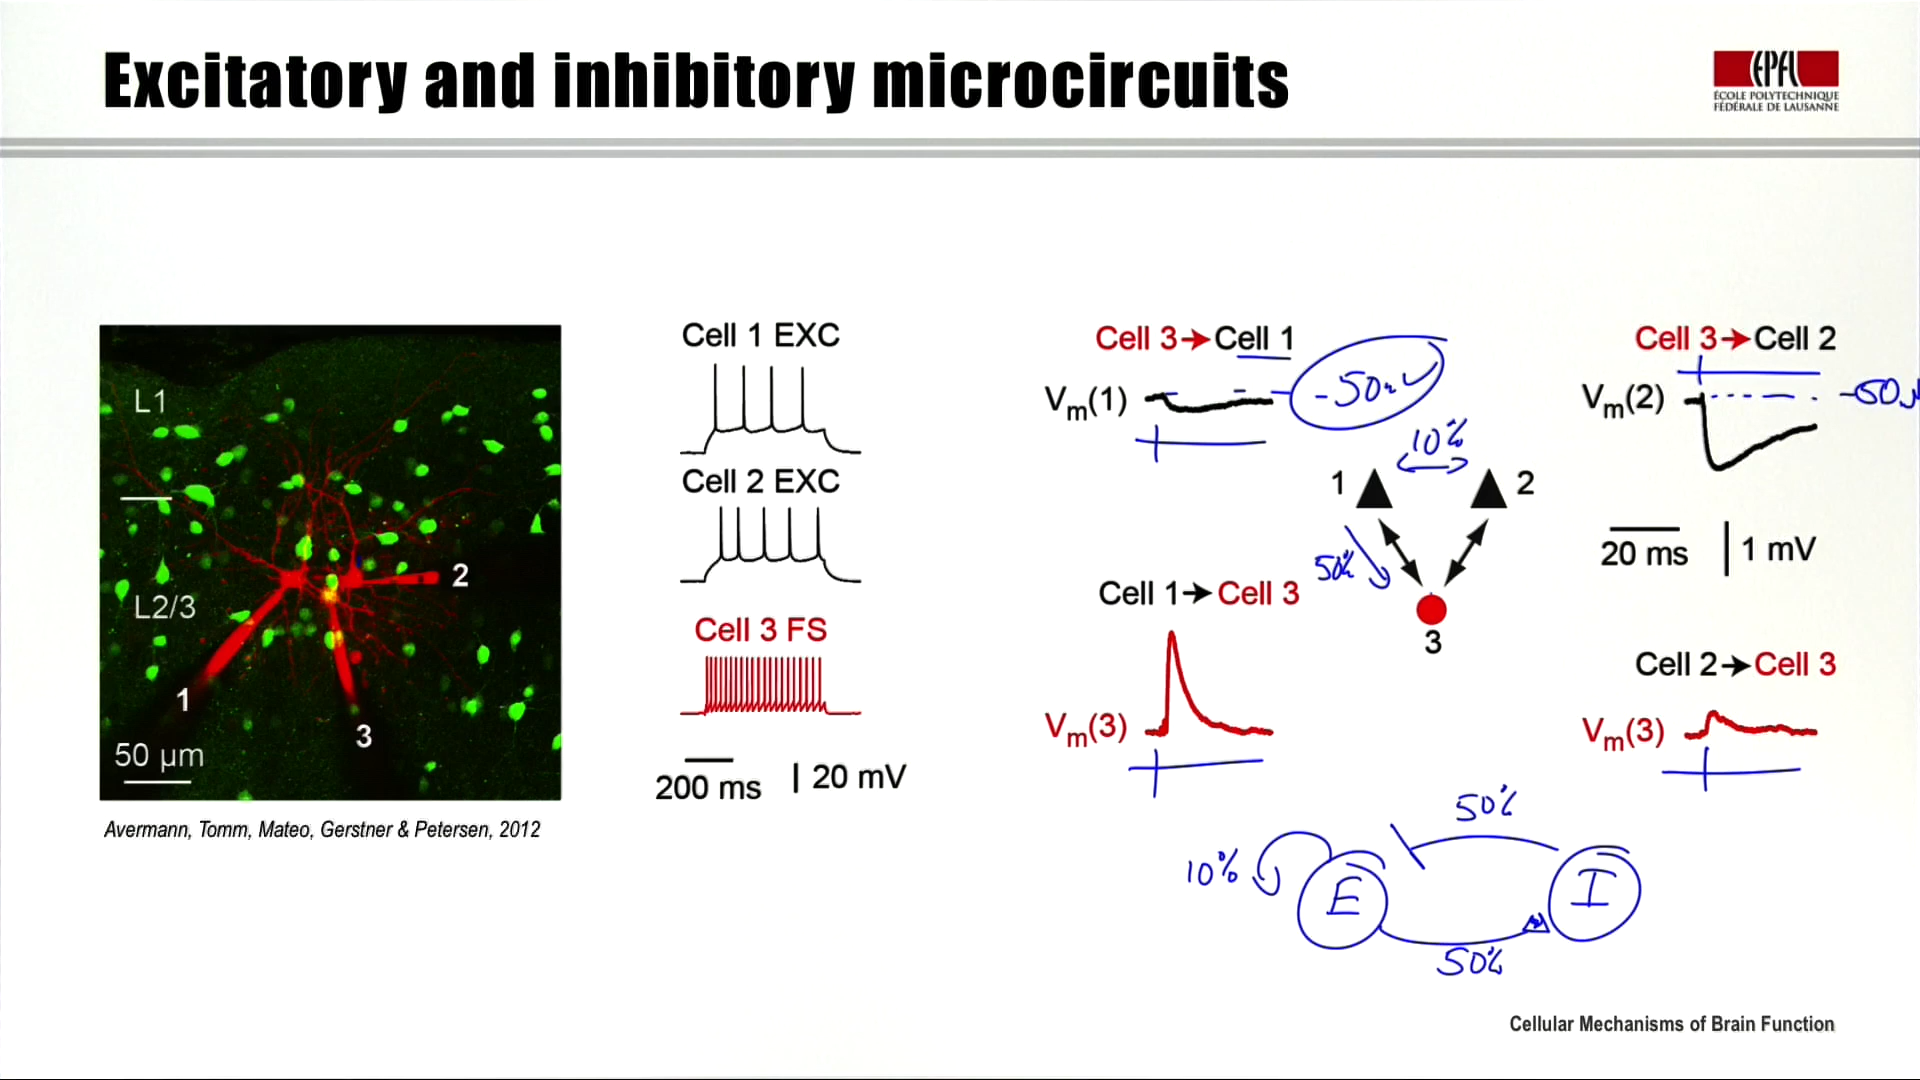 Excitatory and inhibitory microcircuits
EPFL
ÉCOLE POLYTECHNIQUE
FÉDÉRALE DE LAUSANNE
L1
L2/3
1
2
3
50 µm
Avermann, Tomm, Mateo, Gerstner & Petersen, 2012
Cell 1 EXC
Cell 2 EXC
Cell 3 FS
200 ms
20 mV
Cell 3→Cell 1
Vm(1)
-50mV
10%
1
2
50%
3
Cell 1→Cell 3
Vm(3)
Cell 3→Cell 2
Vm(2)
20 ms
1 mV
Cell 2→Cell 3
Vm(3)
50%
10%
E
I
50%
Cellular Mechanisms of Brain Function